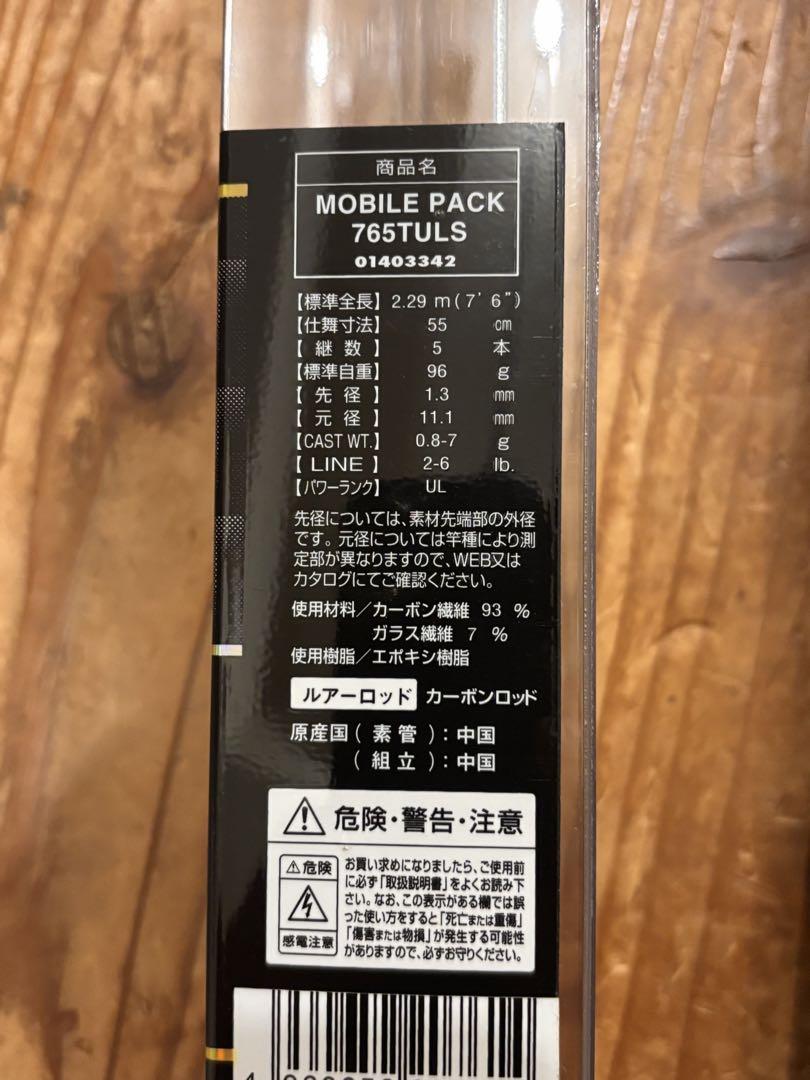 商品名
MOBILE PACK
765TULS
01403342
【標準全長】 2.29 m(7'6")
【仕舞寸法】 55 cm
【継数】 5 本
【標準自重】 96 g
【先径】 1.3 mm
【元径】 11.1 mm
【CAST WT.】 0.8-7 g
【LINE】 2-6 lb.
【パワーランク】 UL
先径については、素材先端部の外径
です。元径については竿種により測
定部が異なりますので、WEB又は
カタログにてご確認ください。
使用材料/カーボン繊維 93 %
ガラス繊維 7 %
使用樹脂/エポキシ樹脂
ルアーロッド カーボンロッド
原産国(素管):中国
(組立):中国
危険・警告・注意
危険
感電注意
お買い求めになりましたら、ご使用前
に必ず「取扱説明書」をよくお読み下
さい。なお、この表示がある欄では誤
った使い方をすると「死亡または重傷」
「傷害または物損」が発生する可能性
がありますので、必ずお守りください。